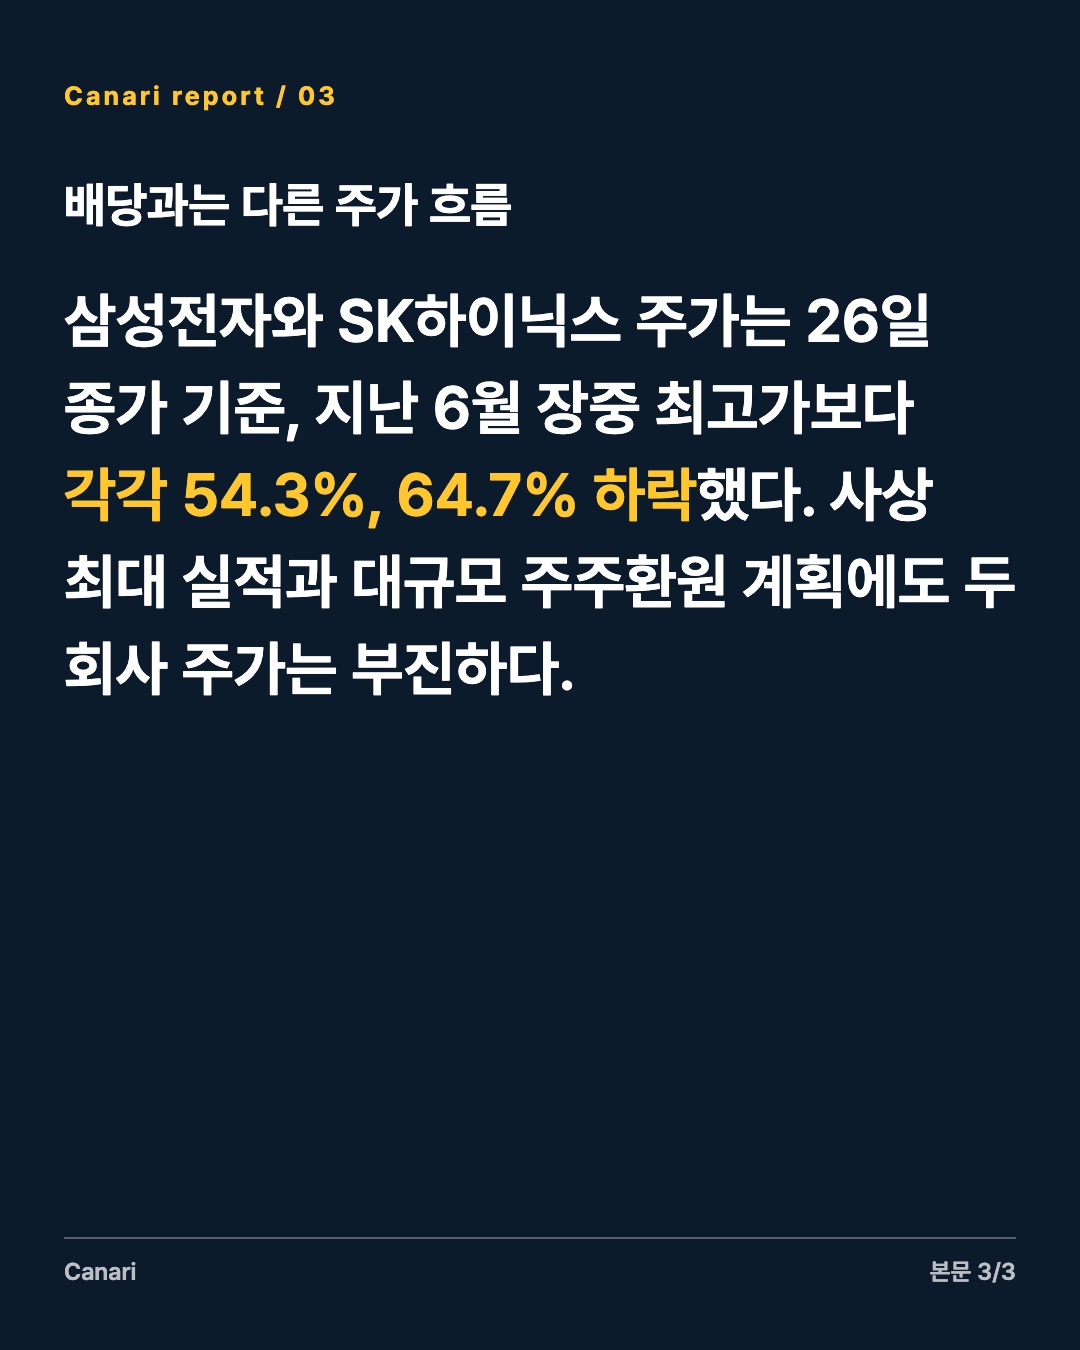 Canari report / 03
배당과는 다른 주가 흐름
삼성전자와 SK하이닉스 주가는 26일
종가 기준, 지난 6월 장중 최고가보다
각각 54.3%, 64.7% 하락했다. 사상
최대 실적과 대규모 주주환원 계획에도 두
회사 주가는 부진하다.
Canari
본문 3/3